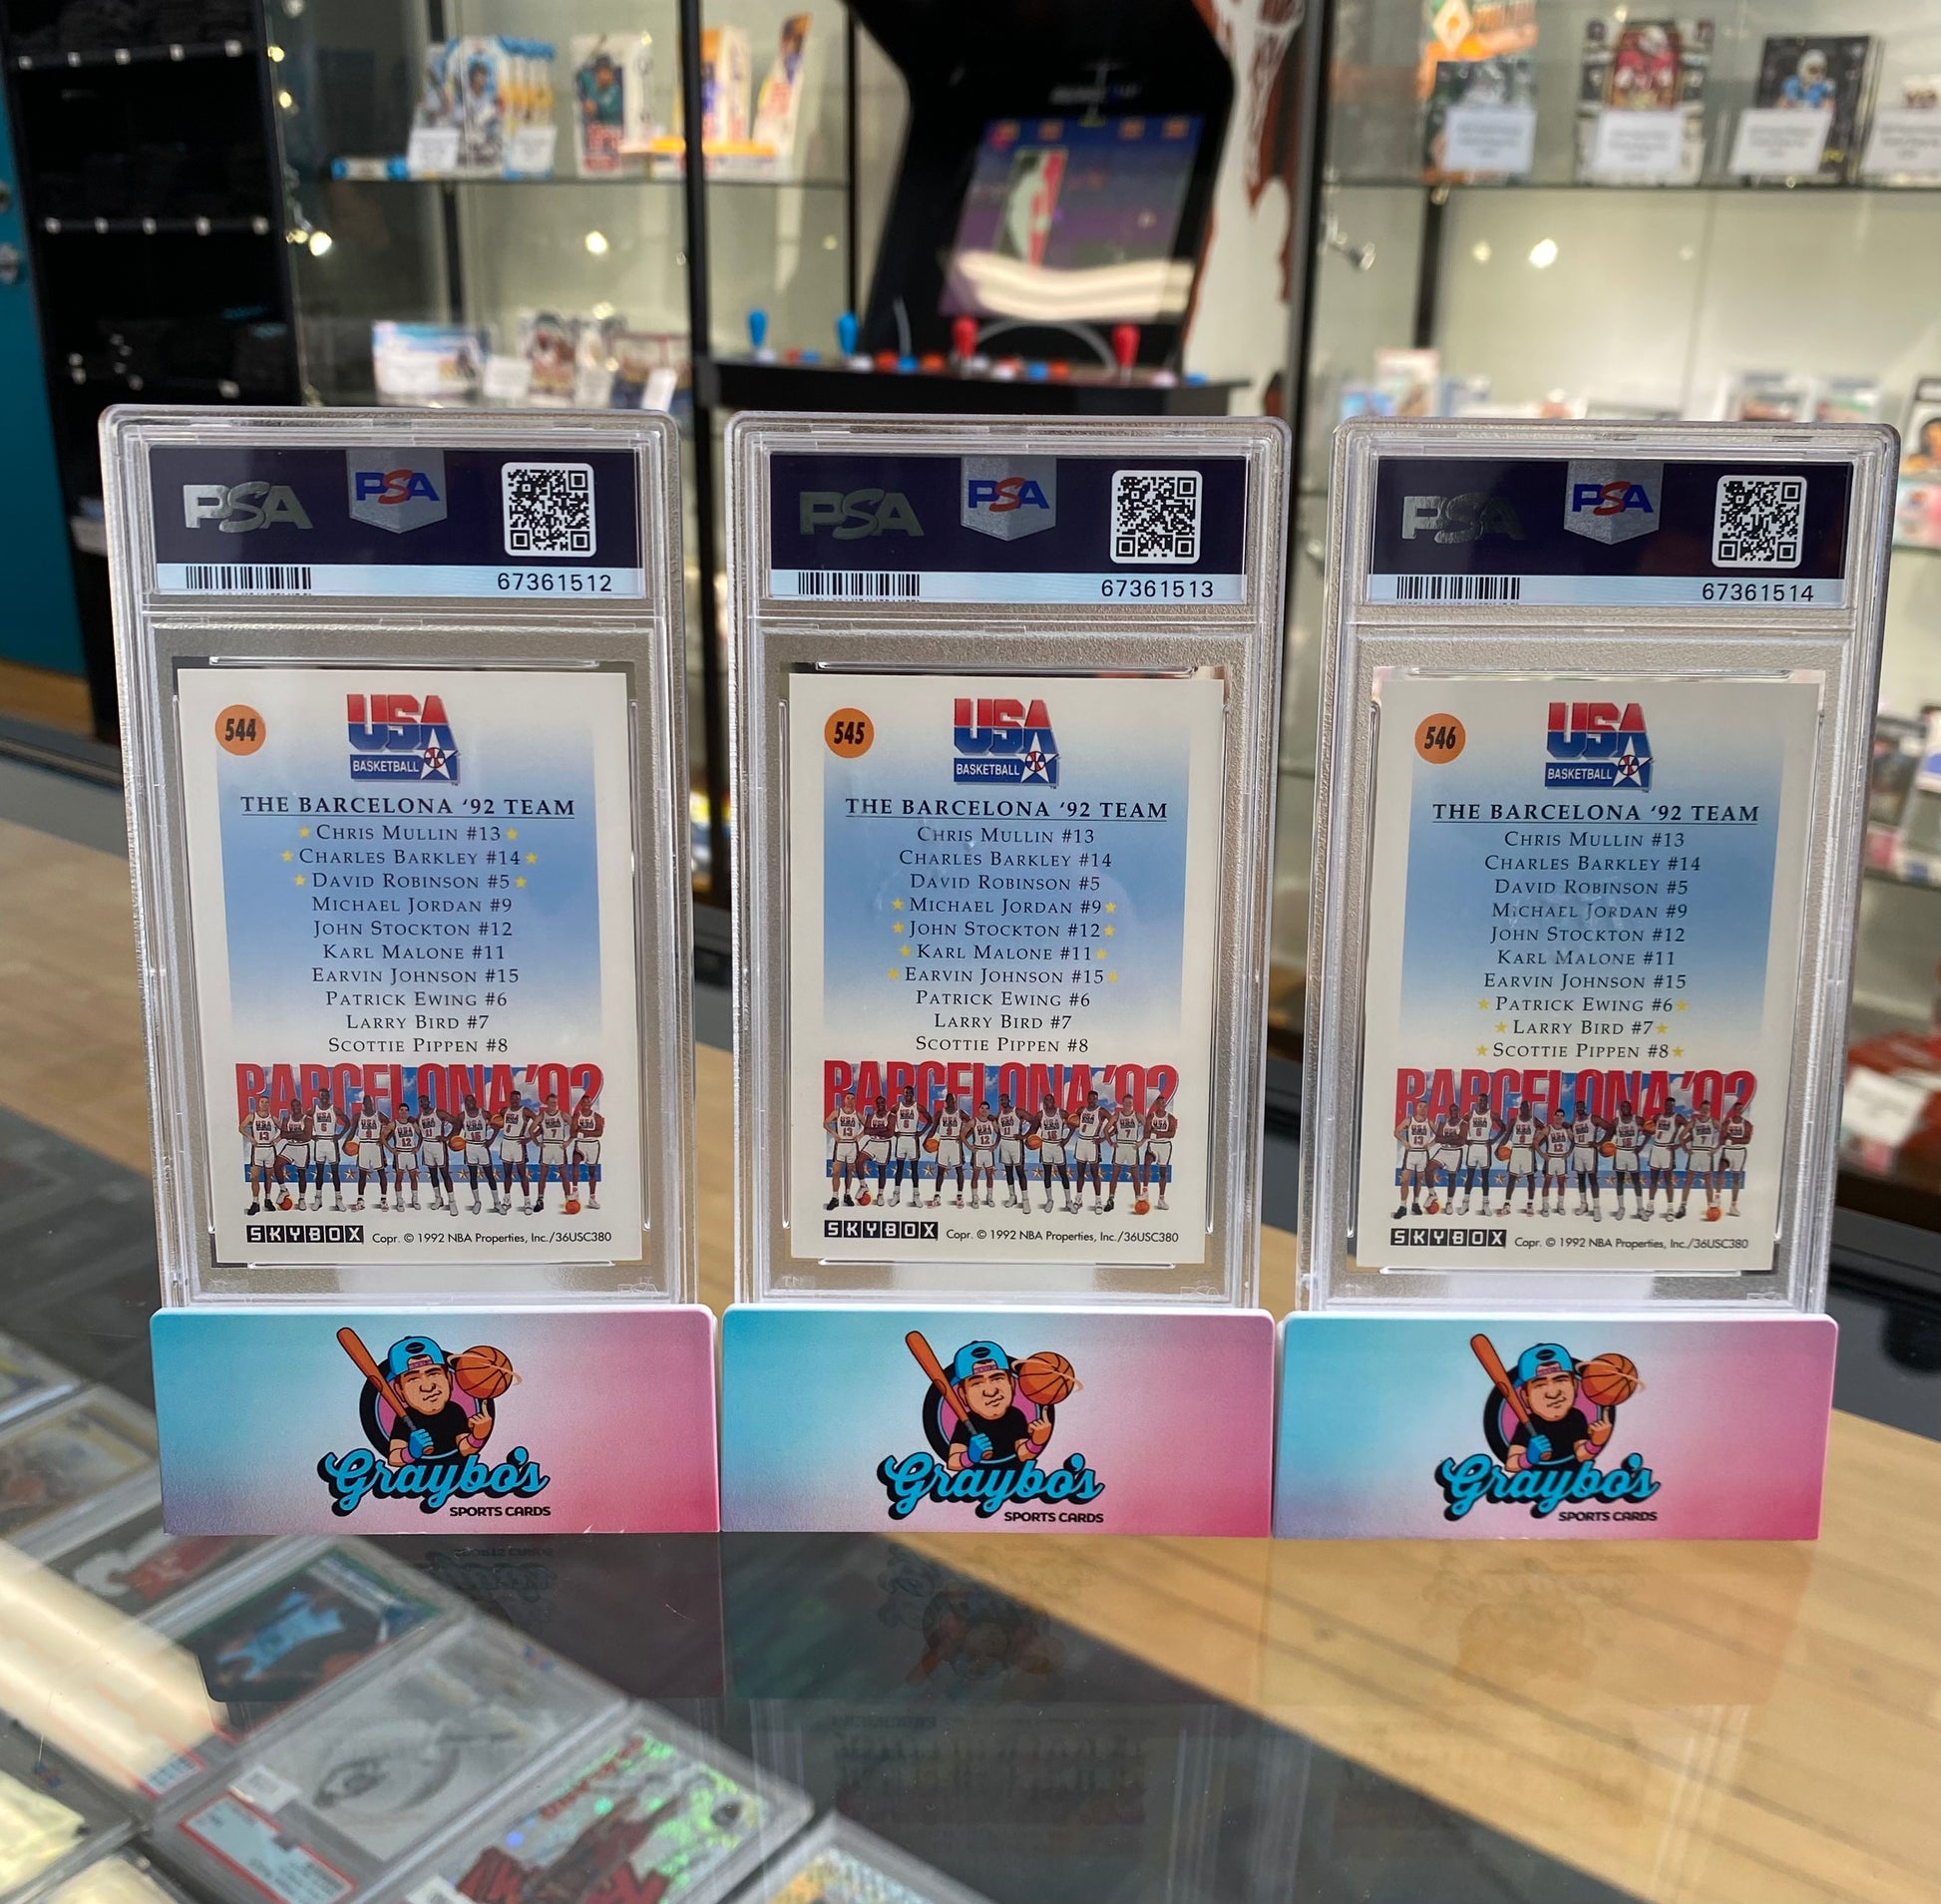 PSA
PSA
67361512
544
USA
BASKETBALL
THE BARCELONA ‘92 TEAM
CHRIS MULLIN #13
CHARLES BARKLEY #14
DAVID ROBINSON #5
MICHAEL JORDAN #9
JOHN STOCKTON #12
KARL MALONE #11
EARVIN JOHNSON #15
PATRICK EWING #6
LARRY BIRD #7
SCOTTIE PIPPEN #8
BARCELONA ’92
SKYBOX Copr. © 1992 NBA Properties, Inc./36USC380
Graybo's
SPORTS CARDS
PSA
PSA
67361513
545
USA
BASKETBALL
THE BARCELONA ‘92 TEAM
CHRIS MULLIN #13
CHARLES BARKLEY #14
DAVID ROBINSON #5
MICHAEL JORDAN #9
JOHN STOCKTON #12
KARL MALONE #11
EARVIN JOHNSON #15
PATRICK EWING #6
LARRY BIRD #7
SCOTTIE PIPPEN #8
BARCELONA ’92
SKYBOX Copr. © 1992 NBA Properties, Inc./36USC380
Graybo's
SPORTS CARDS
PSA
PSA
67361514
546
USA
BASKETBALL
THE BARCELONA ‘92 TEAM
CHRIS MULLIN #13
CHARLES BARKLEY #14
DAVID ROBINSON #5
MICHAEL JORDAN #9
JOHN STOCKTON #12
KARL MALONE #11
EARVIN JOHNSON #15
PATRICK EWING #6
LARRY BIRD #7
SCOTTIE PIPPEN #8
BARCELONA ’92
SKYBOX Copr. © 1992 NBA Properties, Inc./36USC380
Graybo's
SPORTS CARDS